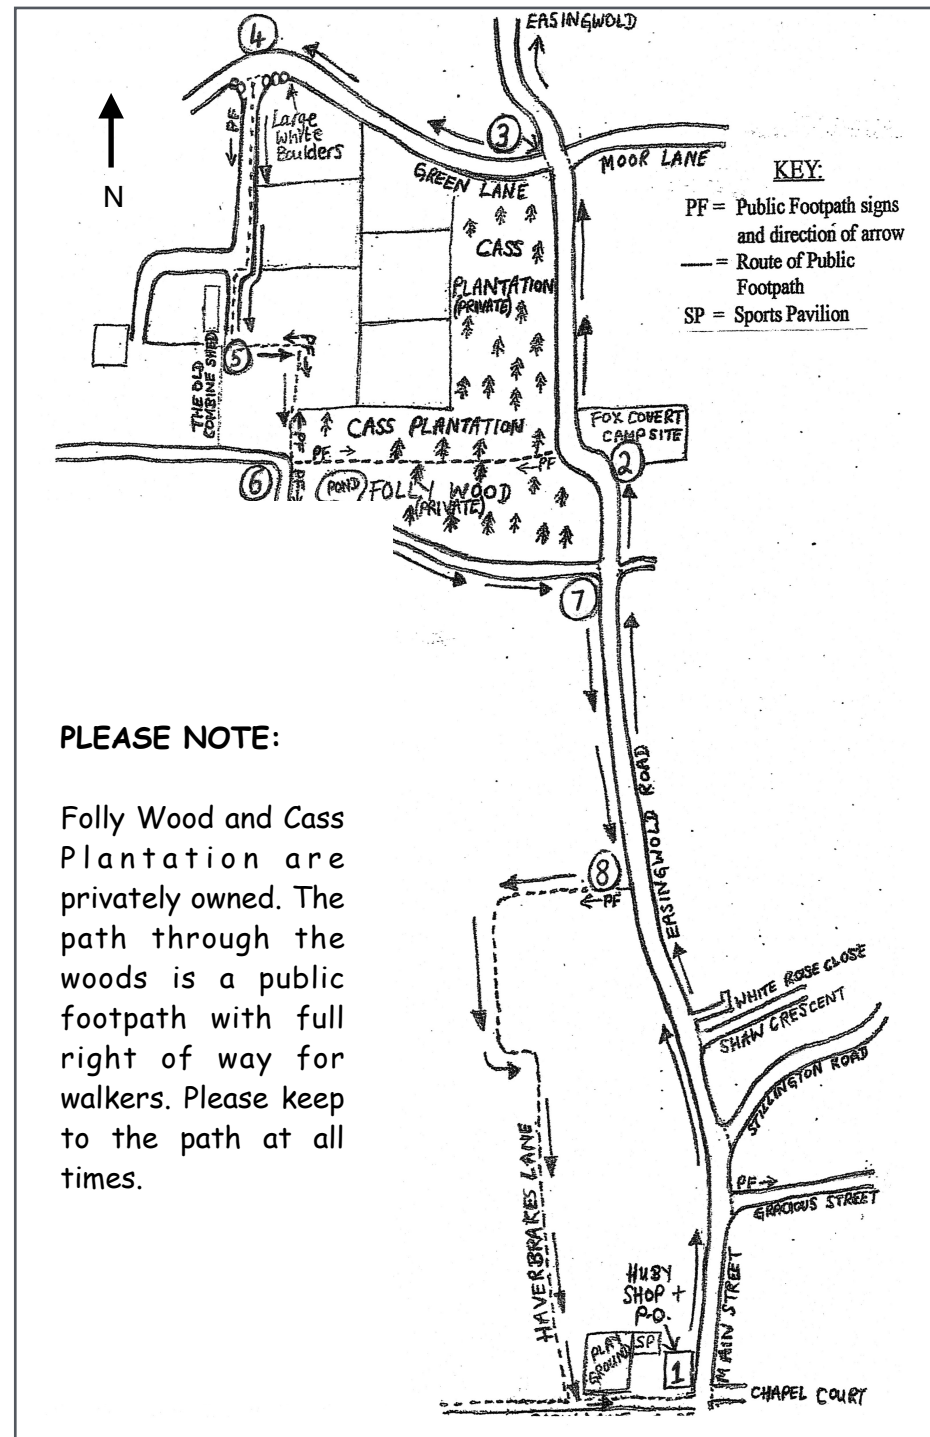 EASINGWOLD
4
3
MOOR LANE
GREEN LANE
N
PF
↓
Large
White
Boulders
KEY:
PF = Public Footpath signs
and direction of arrow
— = Route of Public
Footpath
SP = Sports Pavilion
CASS
PLANTATION
(PRIVATE)
5
PF
THE OLD
COMBINE SHED
FOX COVERT
CAMP SITE
2
CASS PLANTATION
PF
PF →
← PF
6
PF
POND
FOLLY WOOD
(PRIVATE)
7
PLEASE NOTE:
Folly Wood and Cass
Plantation are
privately owned. The
path through the
woods is a public
footpath with full
right of way for
walkers. Please keep
to the path at all
times.
EASINGWOLD ROAD
8
← PF
WHITE ROSE CLOSE
SHAW CRESCENT
STILLINGTON ROAD
PF →
GRACIOUS STREET
HAVERBRAKES LANE
MAIN STREET
HUBY
SHOP +
P.O.
PLAY
GROUND
SP
1
CHAPEL COURT